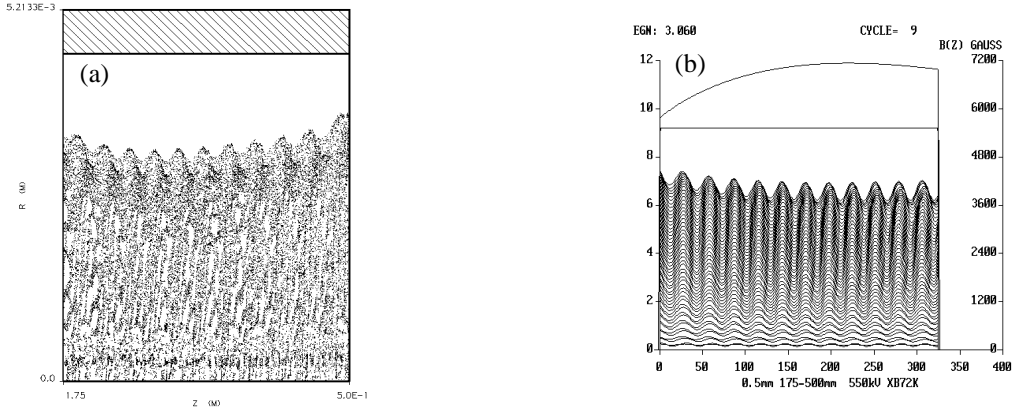 5.2133E-3
(a)
R (M)
0.0
1.75
5.0E-1
Z (M)
EGN: 3.060
CYCLE= 9
B(Z) GAUSS
(b)
12
10
8
6
4
2
0
7200
6000
4800
3600
2400
1200
0
0 50 100 150 200 250 300 350 400
0.5mm 175-500mm 550kV XB72K